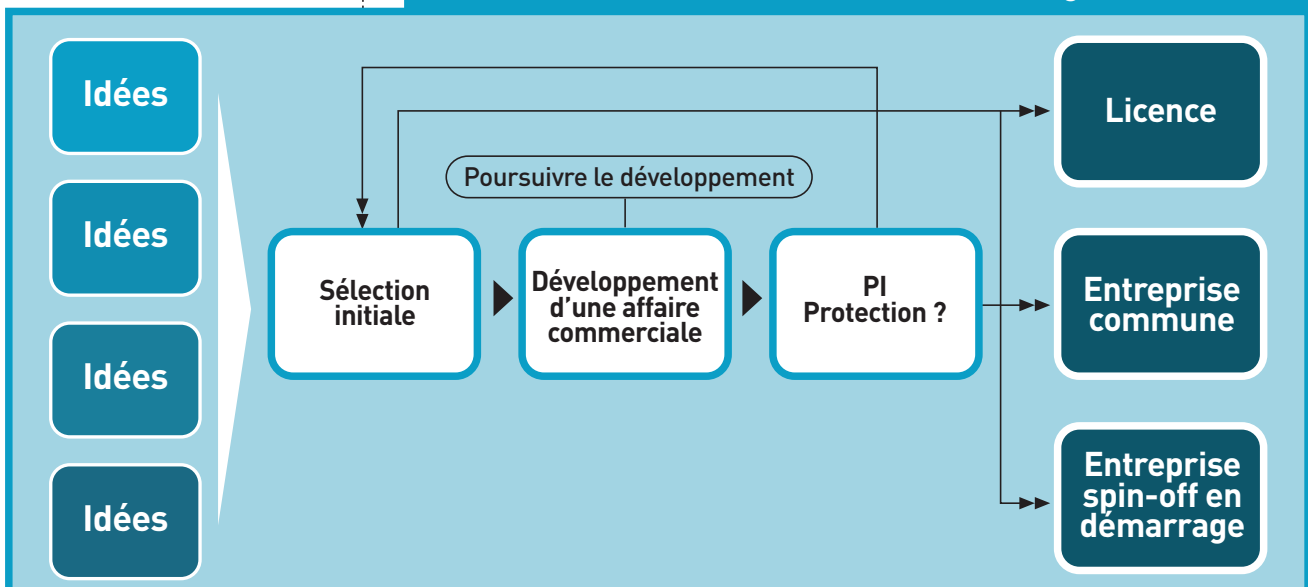 Idées
Idées
Idées
Idées
Poursuivre le développement
Sélection
initiale
Développement
d'une affaire
commerciale
PI
Protection ?
Licence
Entreprise
commune
Entreprise
spin-off en
démarrage